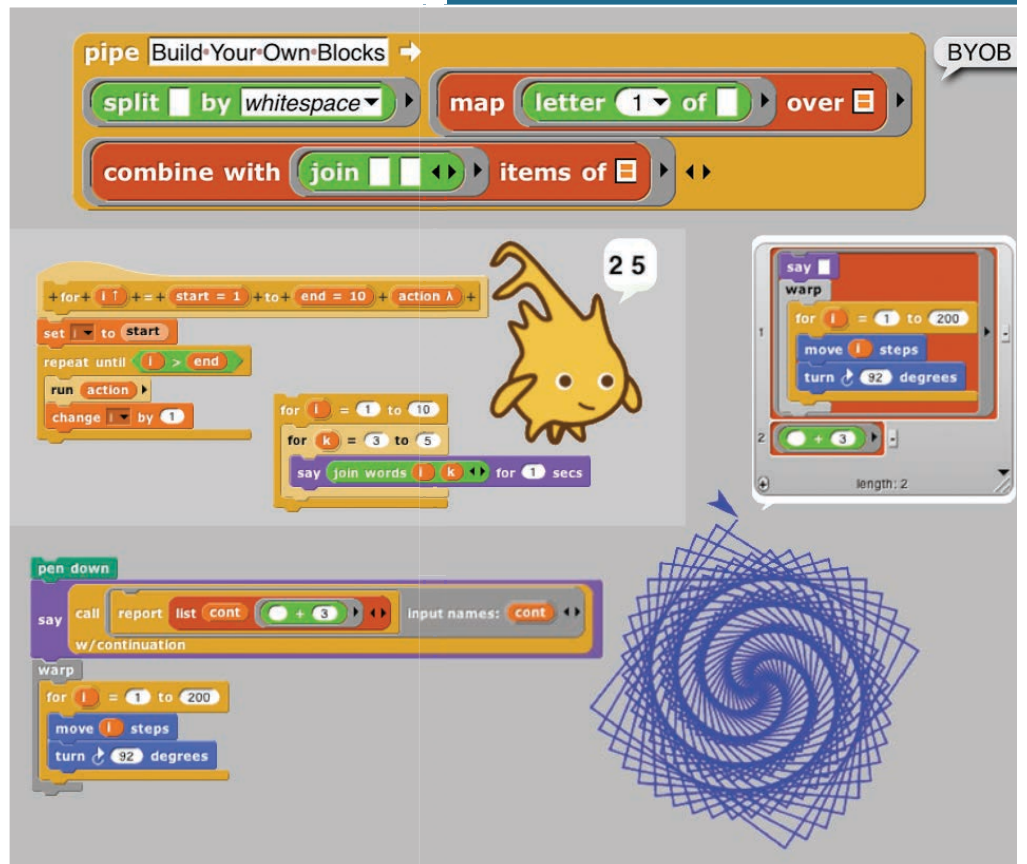 pipe Build Your Own Blocks
BYOB
split by whitespace
map letter 1 of over
combine with join items of
+ for + i ↑ + = + start = 1 + to + end = 10 + action λ +
set i to start
repeat until i > end
run action
change i by 1
for i = 1 to 10
for k = 3 to 5
say join words i k for 1 secs
2 5
say
warp
for i = 1 to 200
1
move i steps
turn 92 degrees
2 + 3
length: 2
pen down
say call report list cont + 3 input names: cont
w/continuation
warp
for i = 1 to 200
move i steps
turn 92 degrees